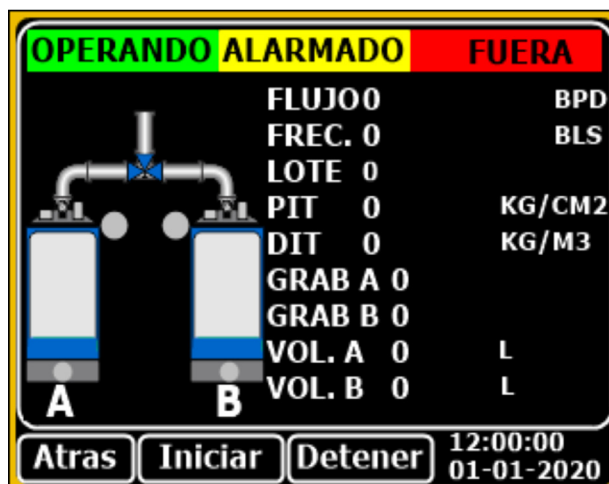 OPERANDO ALARMADO FUERA
FLUJO 0 BPD
FREC. 0 BLS
LOTE 0
PIT 0 KG/CM2
DIT 0 KG/M3
GRAB A 0
GRAB B 0
VOL. A 0 L
VOL. B 0 L
A B
Atras Iniciar Detener 12:00:00
01-01-2020